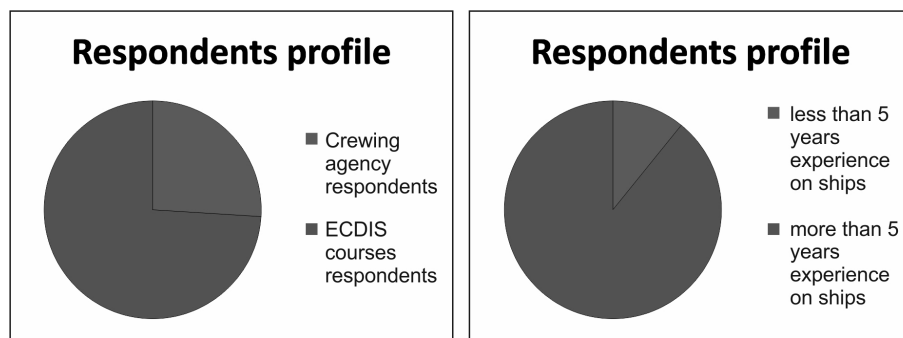 Respondents profile
Crewing
agency
respondents
ECDIS
courses
respondents
Respondents profile
less than 5
years
experience
on ships
more than 5
years
experience
on ships